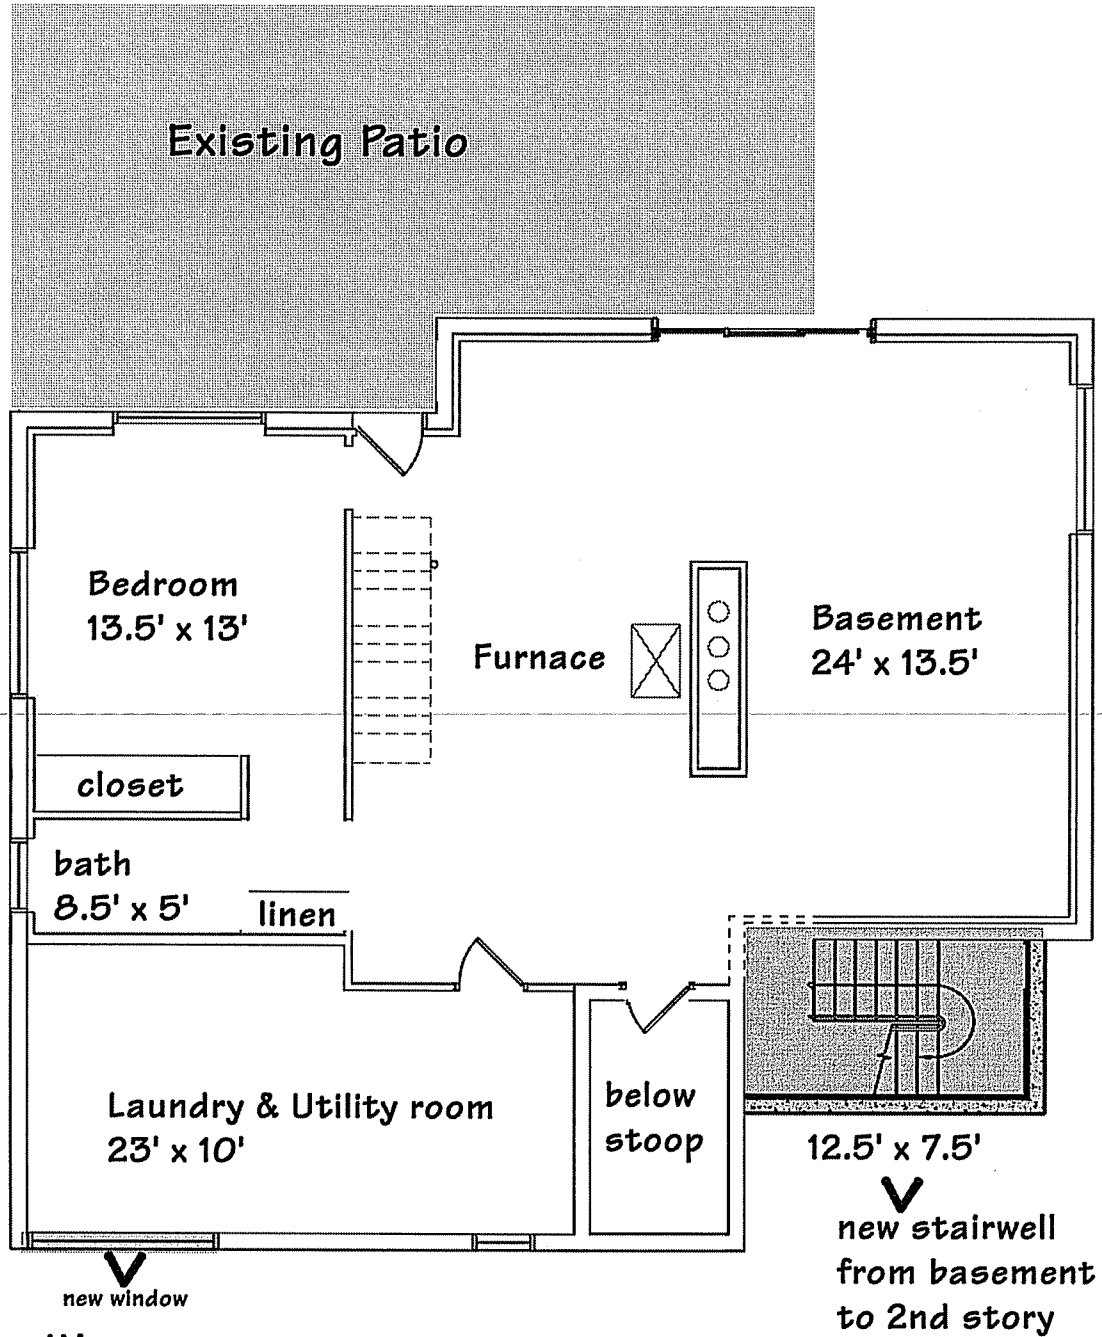 Existing Patio
Bedroom
13.5' x 13'
Furnace
Basement
24' x 13.5'
closet
bath
8.5' x 5'
linen
Laundry & Utility room
23' x 10'
below
stoop
12.5' x 7.5'
new stairwell
from basement
to 2nd story
new window